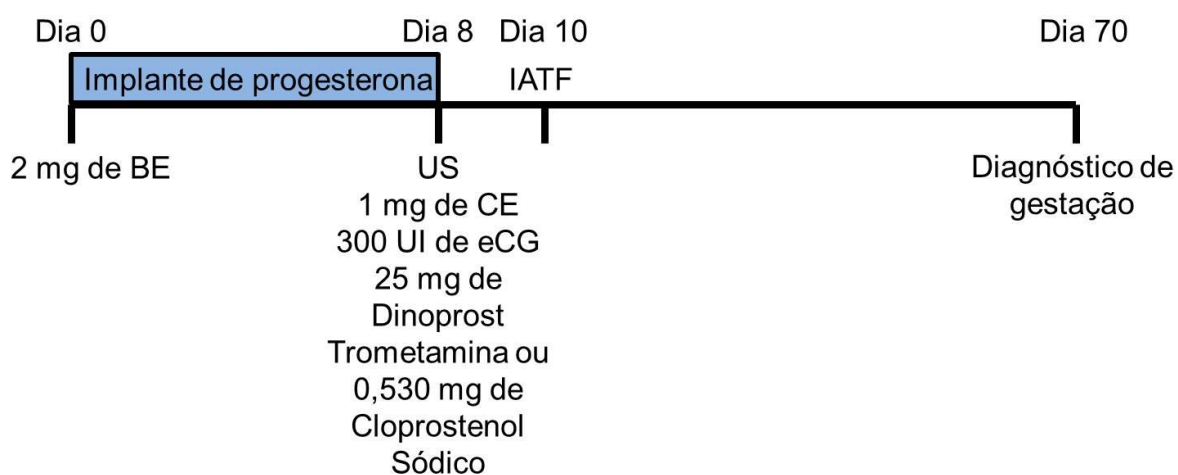 Dia 0
Dia 8
Dia 10
Dia 70
Implante de progesterona
IATF
2 mg de BE
US
1 mg de CE
300 UI de eCG
25 mg de
Dinoprost
Trometamina ou
0,530 mg de
Cloprostenol
Sódico
Diagnóstico de
gestação